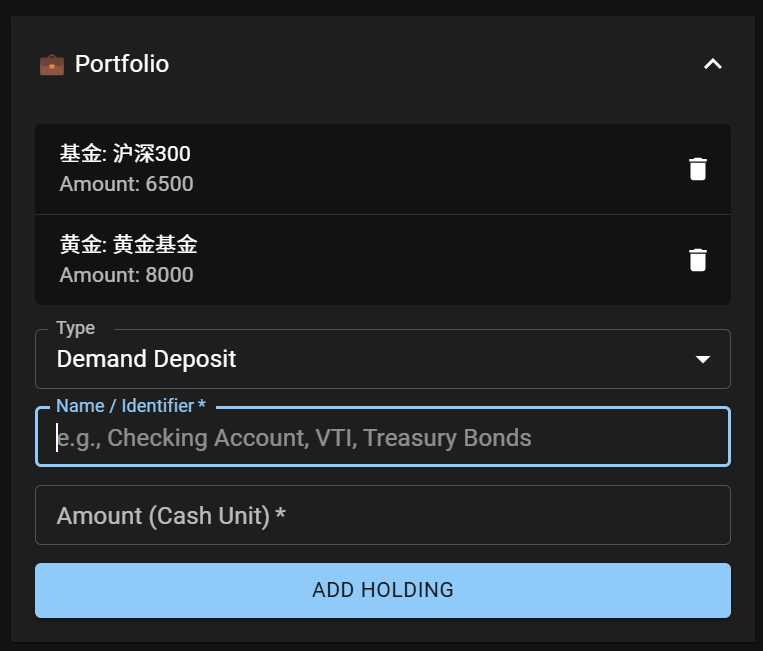 Portfolio
基金: 沪深300
Amount: 6500
黄金: 黄金基金
Amount: 8000
Type
Demand Deposit
Name / Identifier *
e.g., Checking Account, VTI, Treasury Bonds
Amount (Cash Unit) *
ADD HOLDING